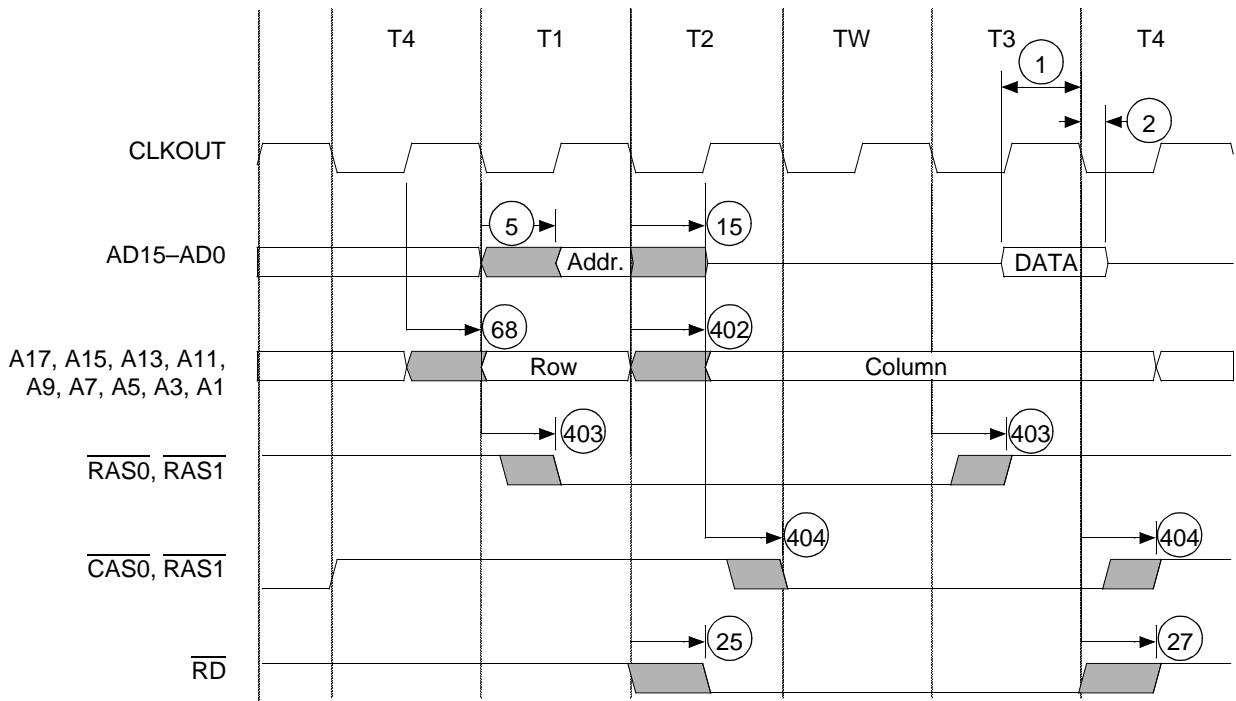 T4 T1 T2 TW T3 T4
1
2
CLKOUT
5 15
AD15–AD0 Addr. DATA
68 402
A17, A15, A13, A11,
A9, A7, A5, A3, A1
Row Column
403 403
RAS0, RAS1
404 404
CAS0, RAS1
25 27
RD